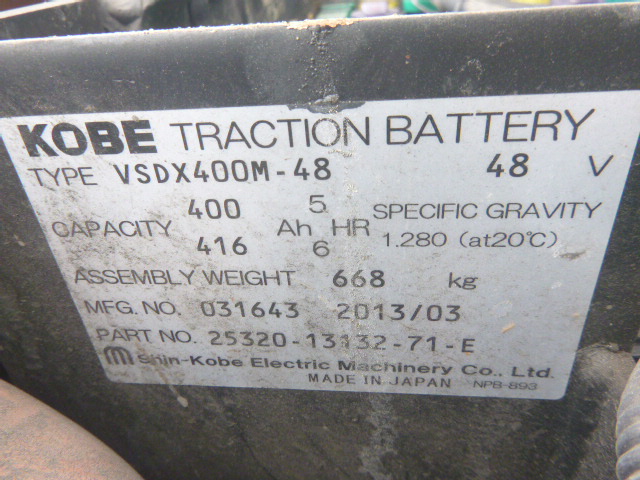 KOBE TRACTION BATTERY
TYPE VSDX400M-48 48 V
CAPACITY 400 Ah 5 HR SPECIFIC GRAVITY
416 6 1.280 (at20°C)
ASSEMBLY WEIGHT 668 kg
MFG. NO. 031643 2013/03
PART NO. 25320-13132-71-E
Shin-Kobe Electric Machinery Co., Ltd.
MADE IN JAPAN NPB-893